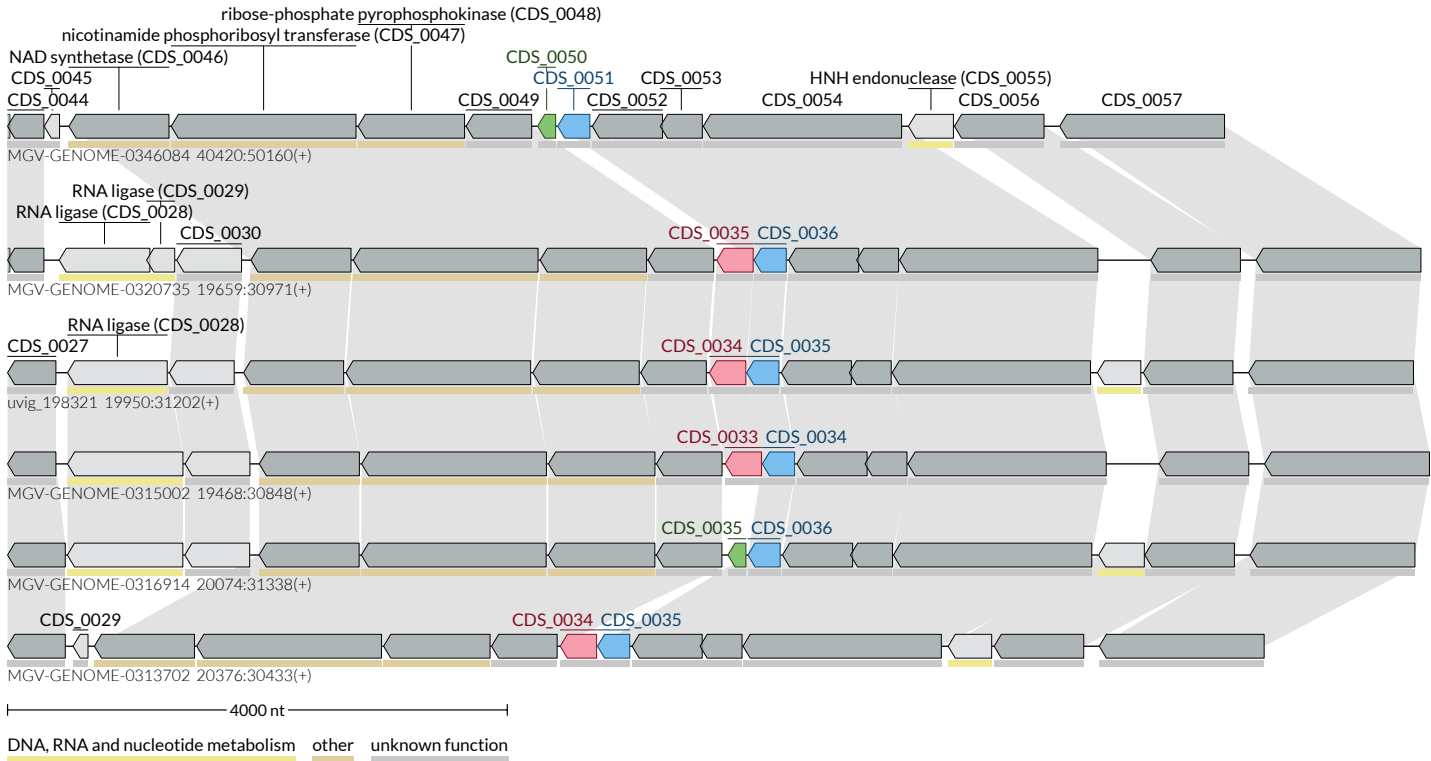 ribose-phosphate pyrophosphokinase (CDS_0048)
nicotinamide phosphoribosyl transferase (CDS_0047)
NAD synthetase (CDS_0046) CDS_0050
CDS_0045 CDS_0051 CDS_0053 HNH endonuclease (CDS_0055)
CDS_0044 CDS_0049 CDS_0052 CDS_0054 CDS_0056 CDS_0057
MGV-GENOME-0346084 40420:50160(+)
RNA ligase (CDS_0029)
RNA ligase (CDS_0028)
CDS_0030 CDS_0035 CDS_0036
MGV-GENOME-0320735 19659:30971(+)
RNA ligase (CDS_0028)
CDS_0027 CDS_0034 CDS_0035
uvig_198321 19950:31202(+)
CDS_0033 CDS_0034
MGV-GENOME-0315002 19468:30848(+)
CDS_0035 CDS_0036
MGV-GENOME-0316914 20074:31338(+)
CDS_0029 CDS_0034 CDS_0035
MGV-GENOME-0313702 20376:30433(+)
4000 nt
DNA, RNA and nucleotide metabolism other unknown function